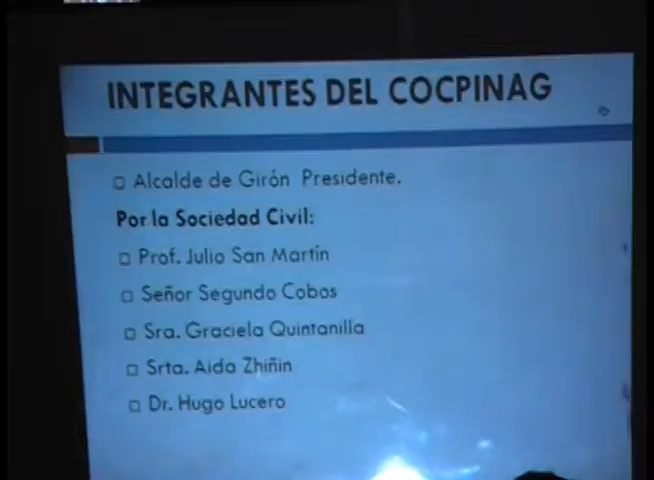 INTEGRANTES DEL COCPINAG
Alcalde de Girón Presidente.
Por la Sociedad Civil:
Prof. Julio San Martín
Señor Segundo Cobos
Sra. Graciela Quintanilla
Srta. Aida Zhiñin
Dr. Hugo Lucero